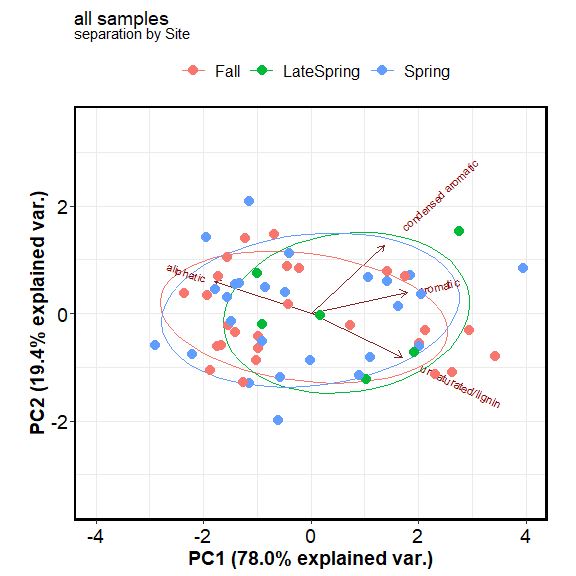 all samples
separation by Site
Fall LateSpring Spring
condensed aromatic
aliphatic
aromatic
unsaturated/lignin
2
0
-2
-4 -2 0 2 4
PC1 (78.0% explained var.)
PC2 (19.4% explained var.)